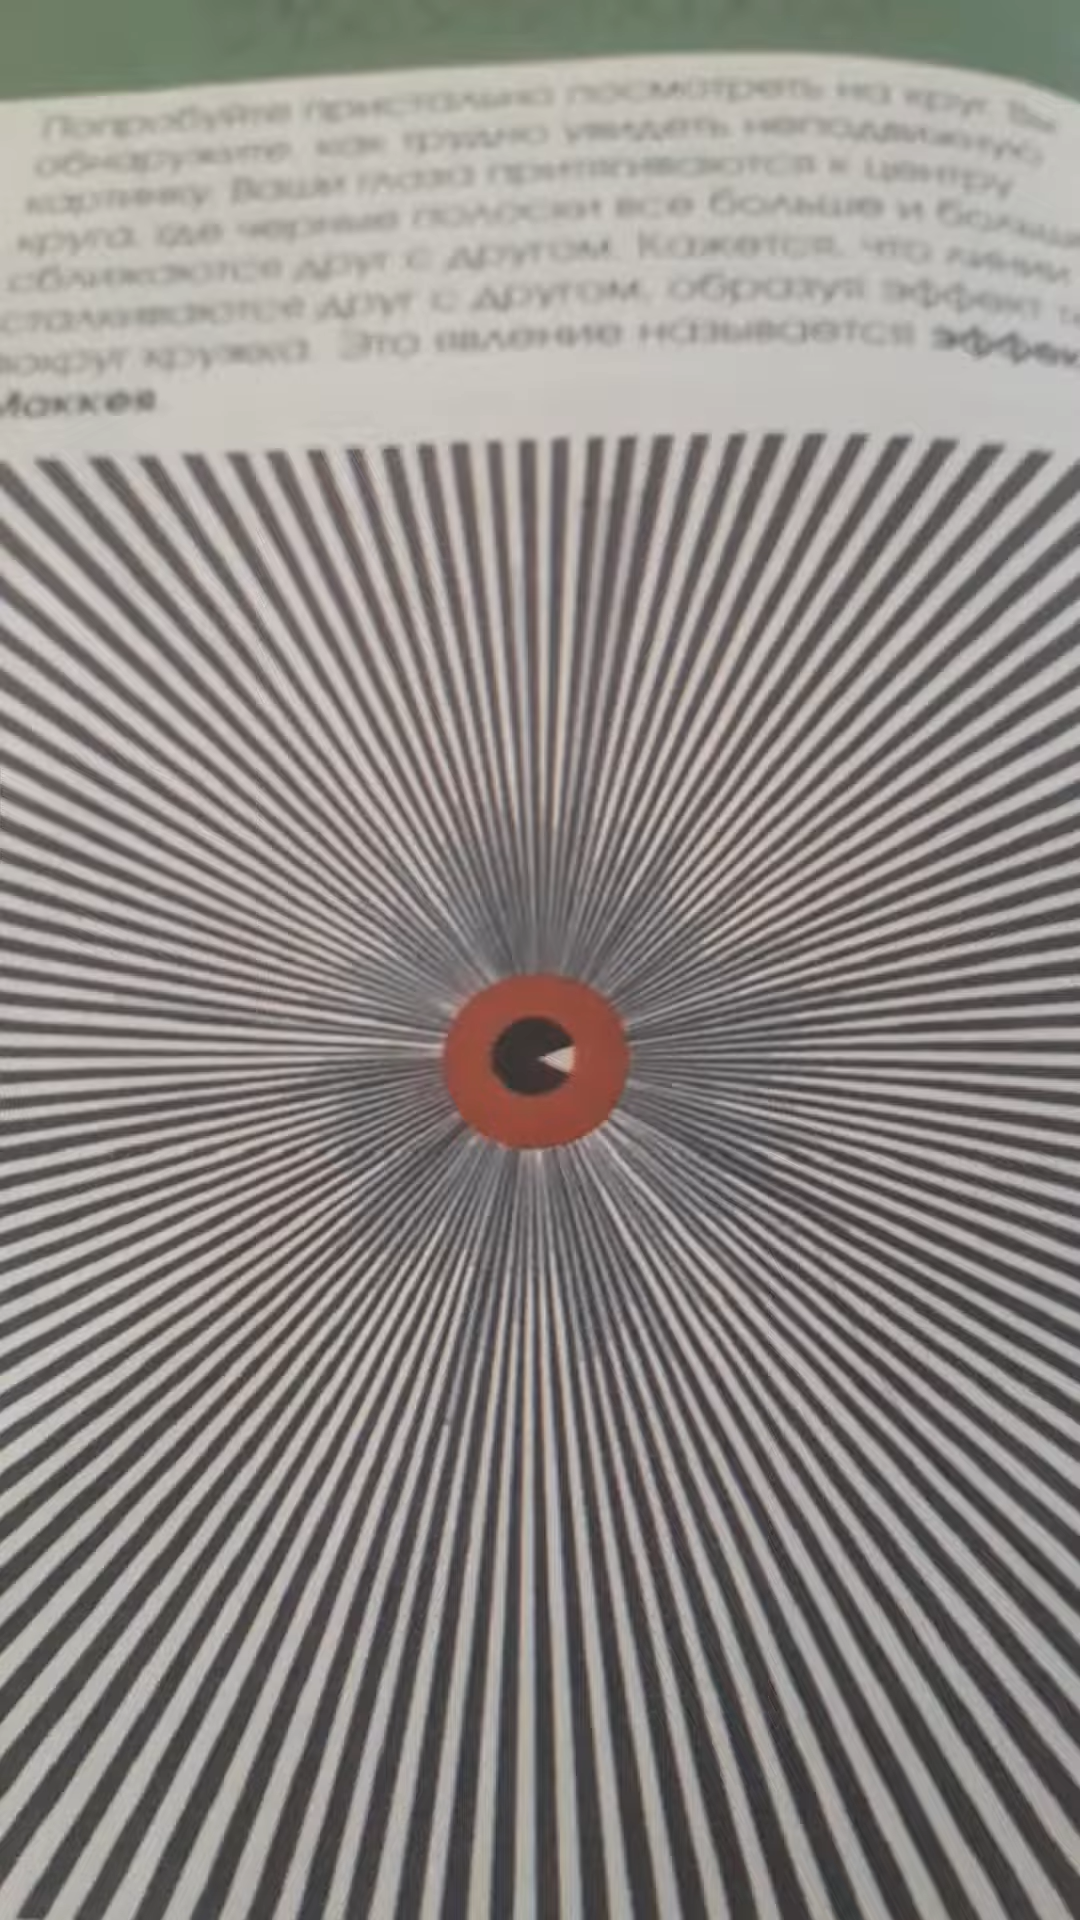 Попробуйте пристально посмотреть на круг. Вы
обнаружите, как трудно увидеть неподвижную
картинку. Ваши глаза притягиваются к центру
круга, где черные полоски все больше и больше
сближаются друг с другом. Кажется, что линии
сталкиваются друг с другом, образуя эффект
вокруг кружка. Это явление называется
Маккея.